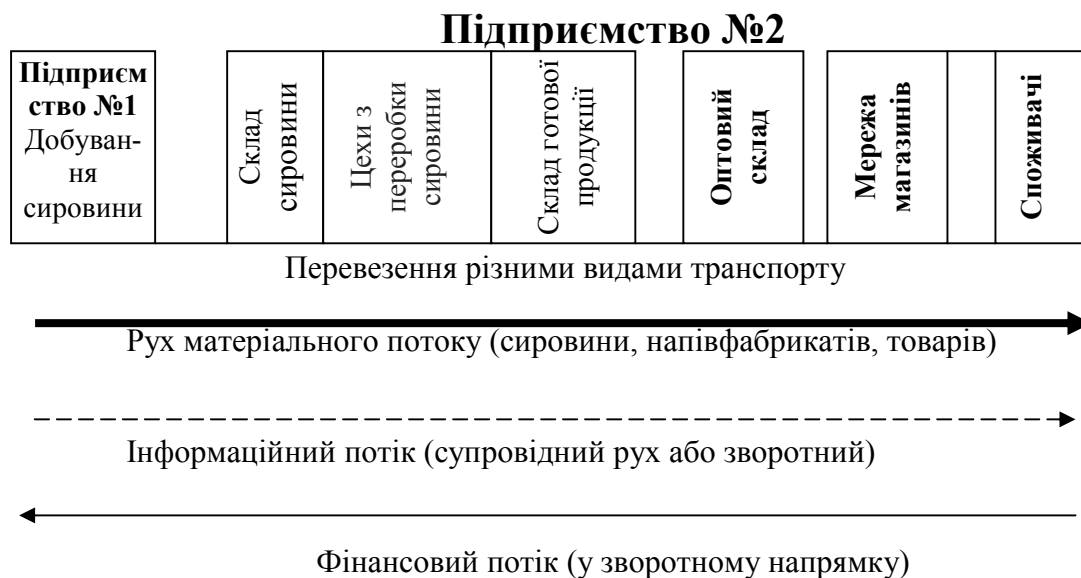 Підприємство №2
Підприєм
ство №1
Добуван-
ня
сировини
Склад
сировини
Цехи з
переробки
сировини
Склад готової
продукції
Оптовий
склад
Мережа
магазинів
Споживачі
Перевезення різними видами транспорту
Рух матеріального потоку (сировини, напівфабрикатів, товарів)
Інформаційний потік (супровідний рух або зворотний)
Фінансовий потік (у зворотному напрямку)